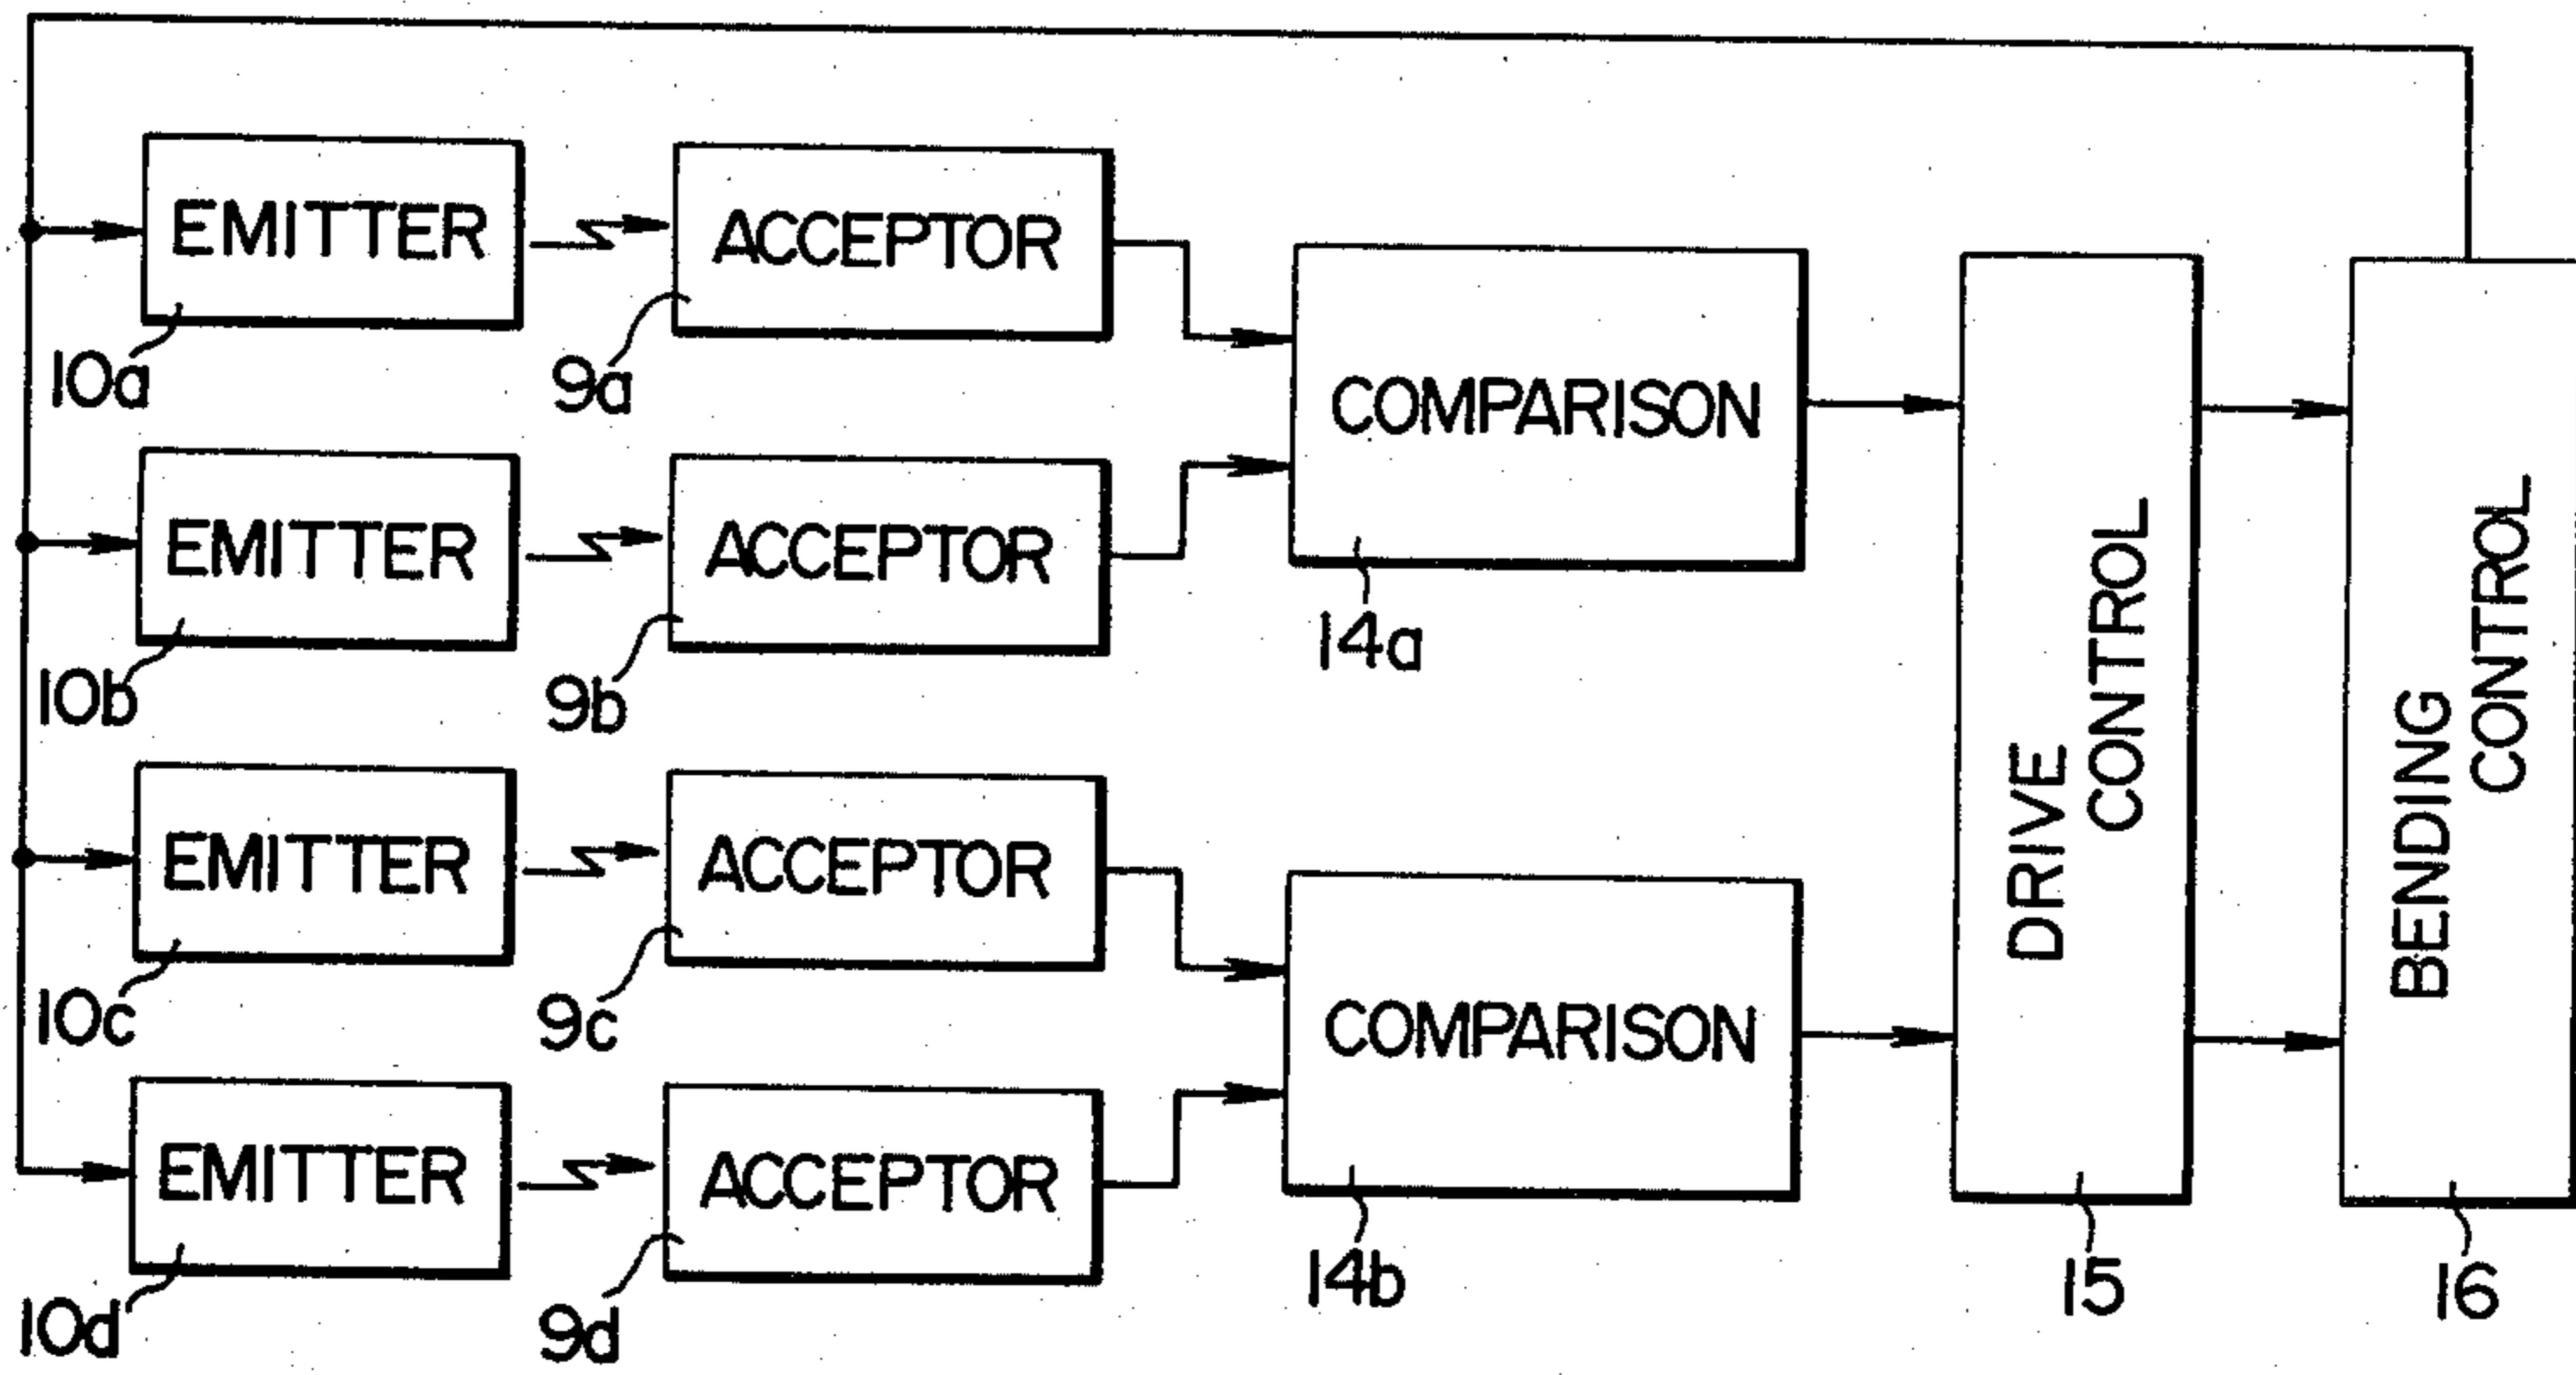 EMITTER
10a
ACCEPTOR
9a
EMITTER
10b
ACCEPTOR
9b
COMPARISON
14a
EMITTER
10c
ACCEPTOR
9c
EMITTER
10d
ACCEPTOR
9d
COMPARISON
14b
DRIVE
CONTROL
15
BENDING
CONTROL
16